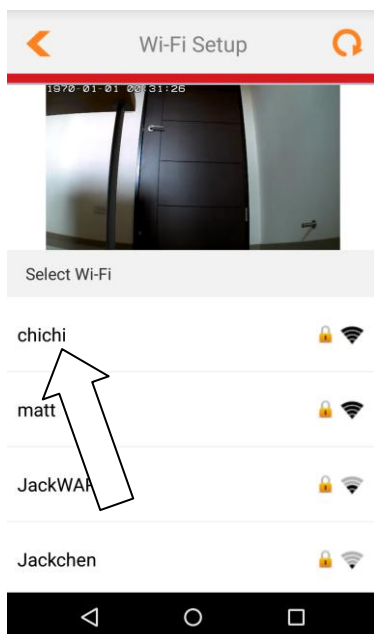 Wi-Fi Setup
1970-01-01 00:31:26
Select Wi-Fi
chichi
matt
Jackchen